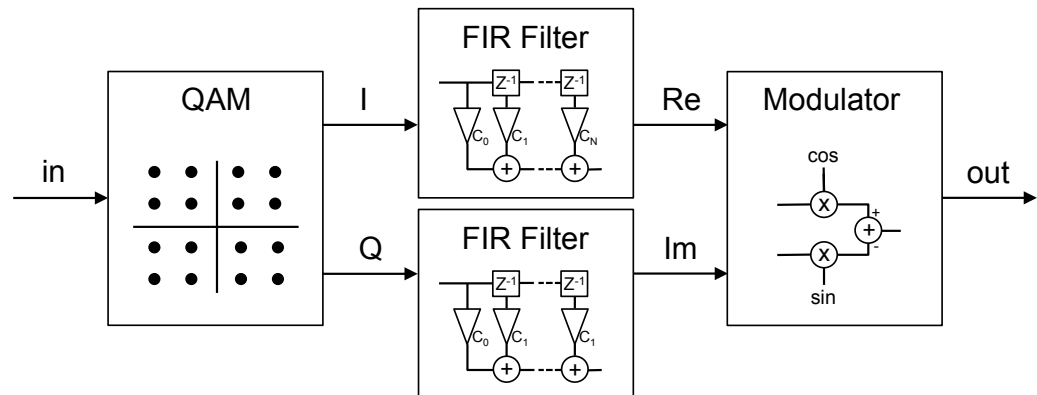 FIR Filter
Z⁻¹ Z⁻¹
C₀ C₁ C_N
+ +
QAM
I
Re
Modulator
in
cos
x
+
+
-
x
sin
out
Q
Im
FIR Filter
Z⁻¹ Z⁻¹
C₀ C₁ C₁
+ +